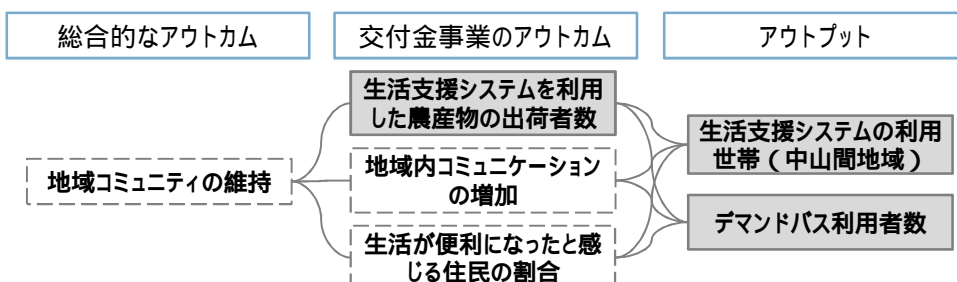 総合的なアウトカム
交付金事業のアウトカム
アウトプット
地域コミュニティの維持
生活支援システムを利用
した農産物の出荷者数
地域内コミュニケーション
の増加
生活が便利になったと感
じる住民の割合
生活支援システムの利用
世帯（中山間地域）
デマンドバス利用者数